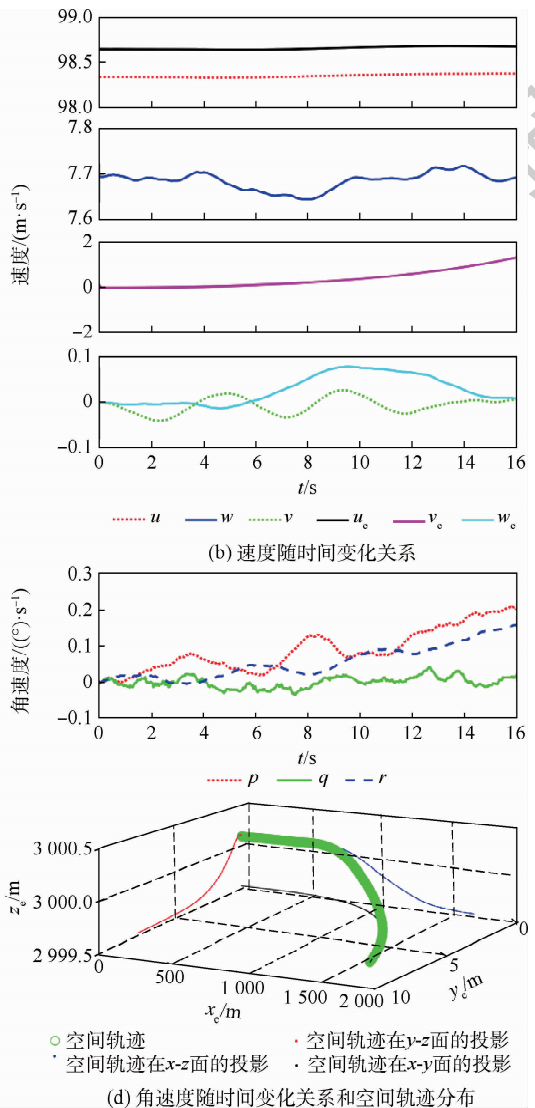 99.0
98.5
98.0
7.8
7.7
7.6
2
0
−2
0.1
0
−0.1
速度/(m·s⁻¹)
0 2 4 6 8 10 12 14 16
t/s
u w v uₑ vₑ wₑ
(b) 速度随时间变化关系
0.3
0.2
0.1
0
−0.1
角速度/((°)·s⁻¹)
0 2 4 6 8 10 12 14 16
t/s
p q r
3 000.5
3 000.0
2 999.5
zₑ/m
0 500 1 000 1 500 2 000
xₑ/m
10 5 0
yₑ/m
空间轨迹 空间轨迹在y-z面的投影
空间轨迹在x-z面的投影 空间轨迹在x-y面的投影
(d) 角速度随时间变化关系和空间轨迹分布